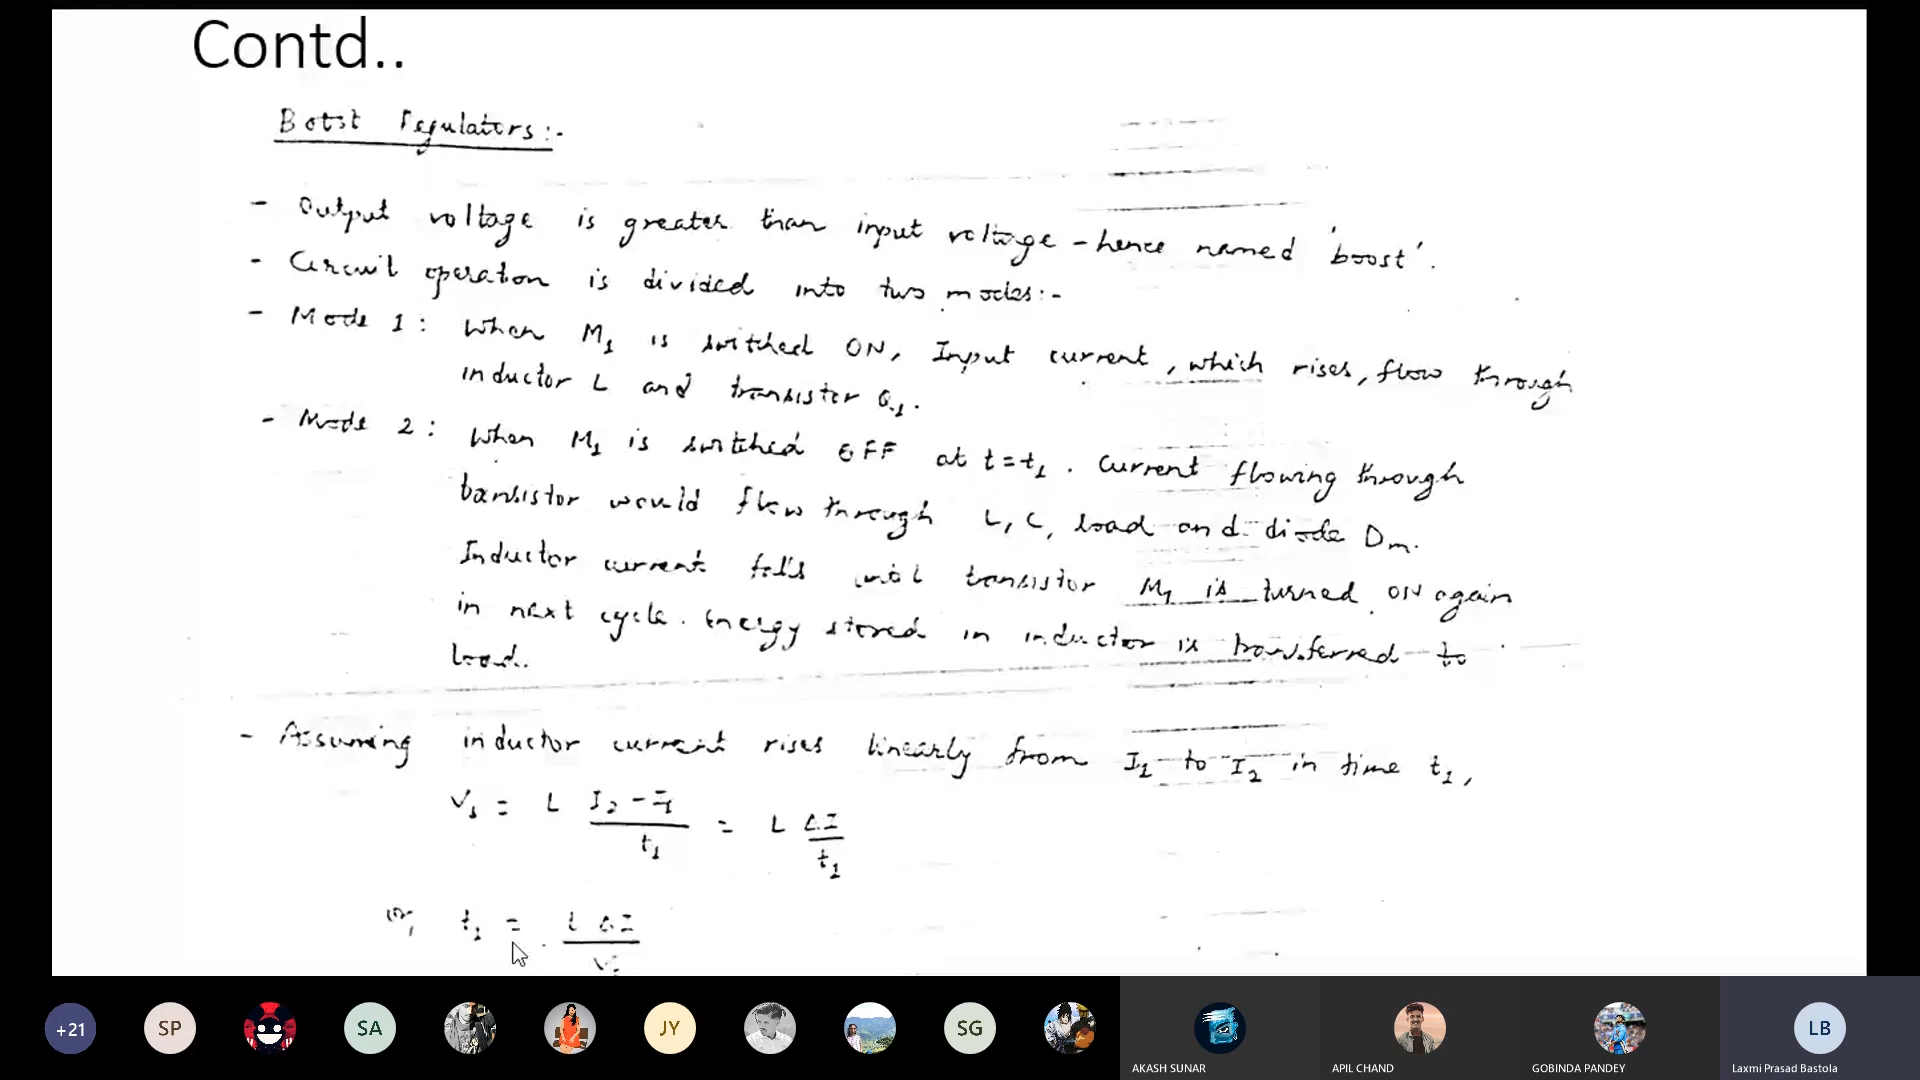 Contd..
Boost Regulators:-
- Output voltage is greater than input voltage - hence named 'boost'.
- Circuit operation is divided into two modes:-
- Mode 1: When M₁ is switched ON, Input current, which rises, flow through
inductor L and transistor Q₁.
- Mode 2: When M₁ is switched OFF at t=t₁. Current flowing through
transistor would flow through L, C, load and diode Dm.
Inductor current falls until transistor M₁ is turned ON again
in next cycle. Energy stored in inductor is transferred to
load.
- Assuming inductor current rises linearly from I₁ to I₂ in time t₁,
Vs = L (I₂ - I₁)/t₁ = L ΔI/t₁
or, t₁ = L ΔI/Vs
+21
SP
SA
JY
SG
AKASH SUNAR
APIL CHAND
GOBINDA PANDEY
LB
Laxmi Prasad Bastola